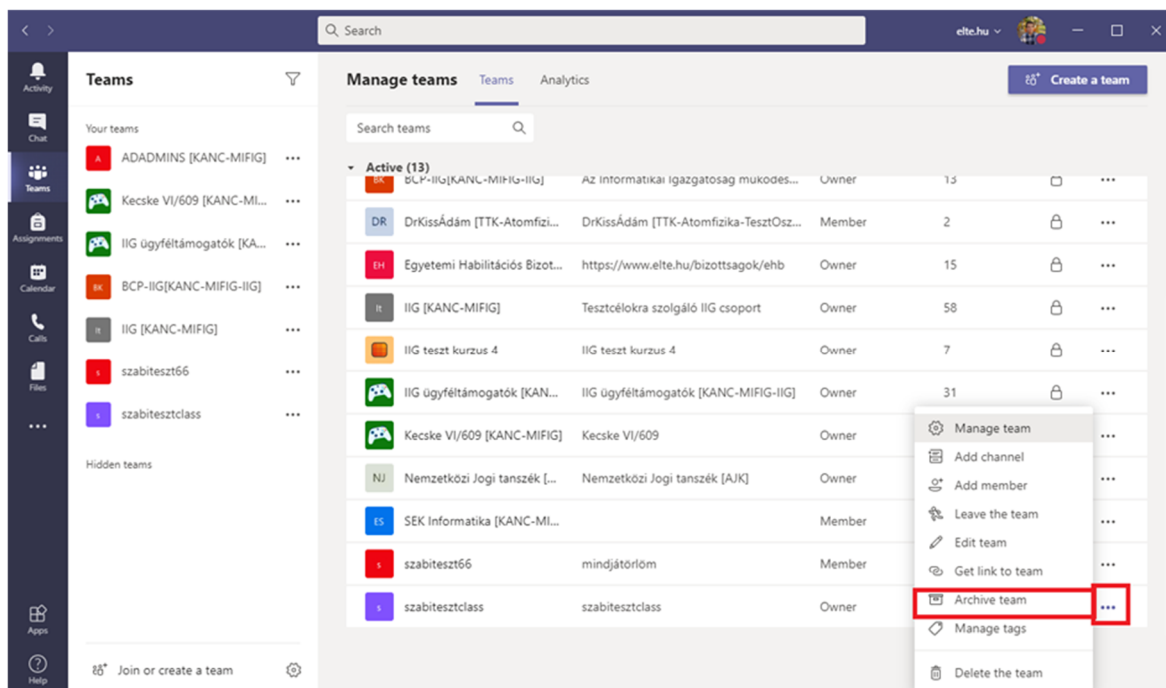 Search
elte.hu
Activity
Chat
Teams
Assignments
Calendar
Calls
Files
Apps
Help
Teams
Your teams
A ADADMINS [KANC-MIFIG]
Kecske VI/609 [KANC-MI...
IIG ügyféltámogatók [KA...
BK BCP-IIG[KANC-MIFIG-IIG]
It IIG [KANC-MIFIG]
s szabiteszt66
s szabitesztclass
Hidden teams
Join or create a team
Manage teams Teams Analytics
Create a team
Search teams
Active (13)
BK BCP-IIG[KANC-MIFIG-IIG] Az Informatikai Igazgatóság működés... Owner 13
DR DrKissÁdám [TTK-Atomfizi... DrKissÁdám [TTK-Atomfizika-TesztOsz... Member 2
EH Egyetemi Habilitációs Bizot... https://www.elte.hu/bizottsagok/ehb Owner 15
It IIG [KANC-MIFIG] Tesztcélokra szolgáló IIG csoport Owner 58
IIG teszt kurzus 4 IIG teszt kurzus 4 Owner 7
IIG ügyféltámogatók [KAN... IIG ügyféltámogatók [KANC-MIFIG-IIG] Owner 31
Kecske VI/609 [KANC-MIFIG] Kecske VI/609 Owner
NJ Nemzetközi Jogi tanszék [... Nemzetközi Jogi tanszék [AJK] Owner
ES SEK Informatika [KANC-MI... Member
s szabiteszt66 mindjátörlöm Member
s szabitesztclass szabitesztclass Owner
Manage team
Add channel
Add member
Leave the team
Edit team
Get link to team
Archive team
Manage tags
Delete the team